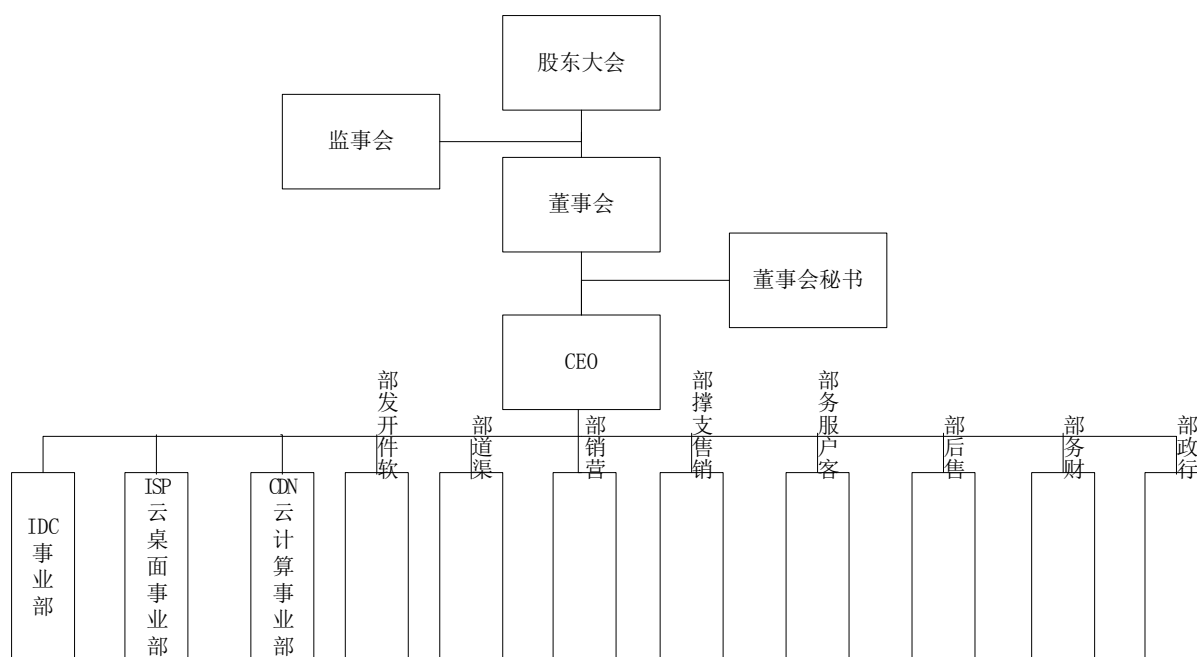 股东大会
监事会
董事会
董事会秘书
CEO
IDC事业部
ISP云桌面事业部
CDN云计算事业部
部发开件软
部道渠
部销营
部撑支售销
部务服户客
部后售
部务财
部政行